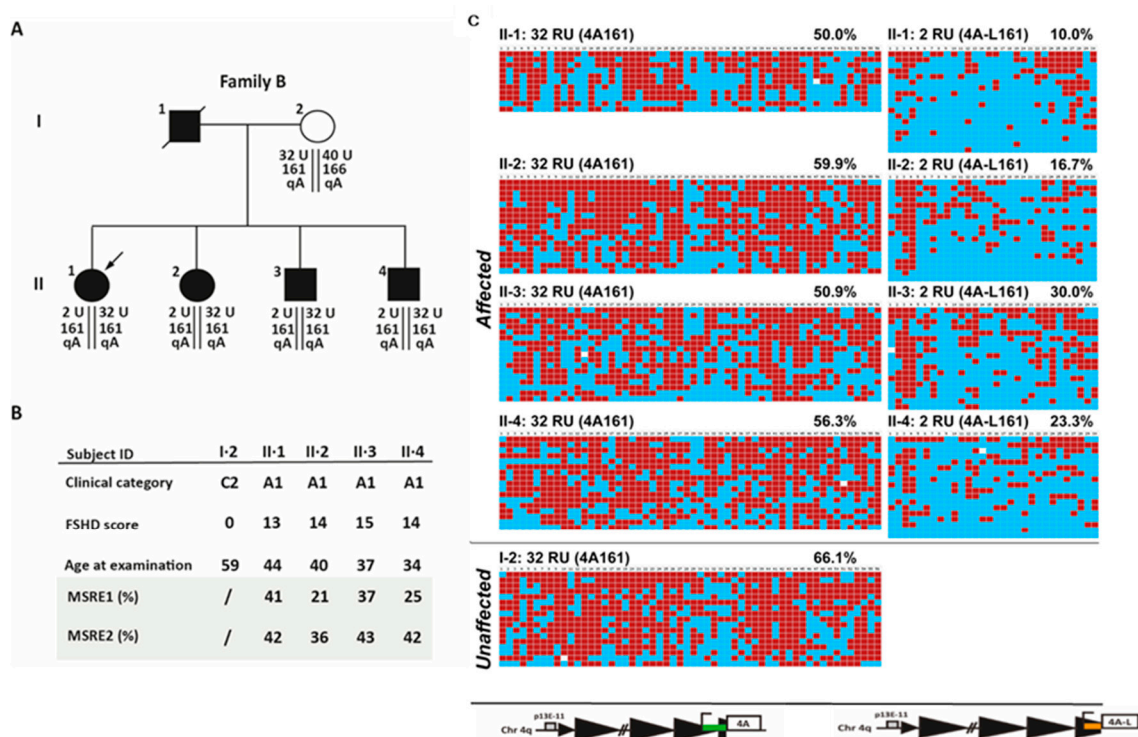 A
Family B
I
1
2
32 U 40 U
161 166
qA qA
II
1
2
3
4
2 U 32 U
161 161
qA qA
2 U 32 U
161 161
qA qA
2 U 32 U
161 161
qA qA
2 U 32 U
161 161
qA qA
B
Subject ID I·2 II·1 II·2 II·3 II·4
Clinical category C2 A1 A1 A1 A1
FSHD score 0 13 14 15 14
Age at examination 59 44 40 37 34
MSRE1 (%) / 41 21 37 25
MSRE2 (%) / 42 36 43 42
C
Affected
II-1: 32 RU (4A161) 50.0%
II-1: 2 RU (4A-L161) 10.0%
II-2: 32 RU (4A161) 59.9%
II-2: 2 RU (4A-L161) 16.7%
II-3: 32 RU (4A161) 50.9%
II-3: 2 RU (4A-L161) 30.0%
II-4: 32 RU (4A161) 56.3%
II-4: 2 RU (4A-L161) 23.3%
Unaffected
I-2: 32 RU (4A161) 66.1%
p13E-11
Chr 4q
4A
p13E-11
Chr 4q
4A-L